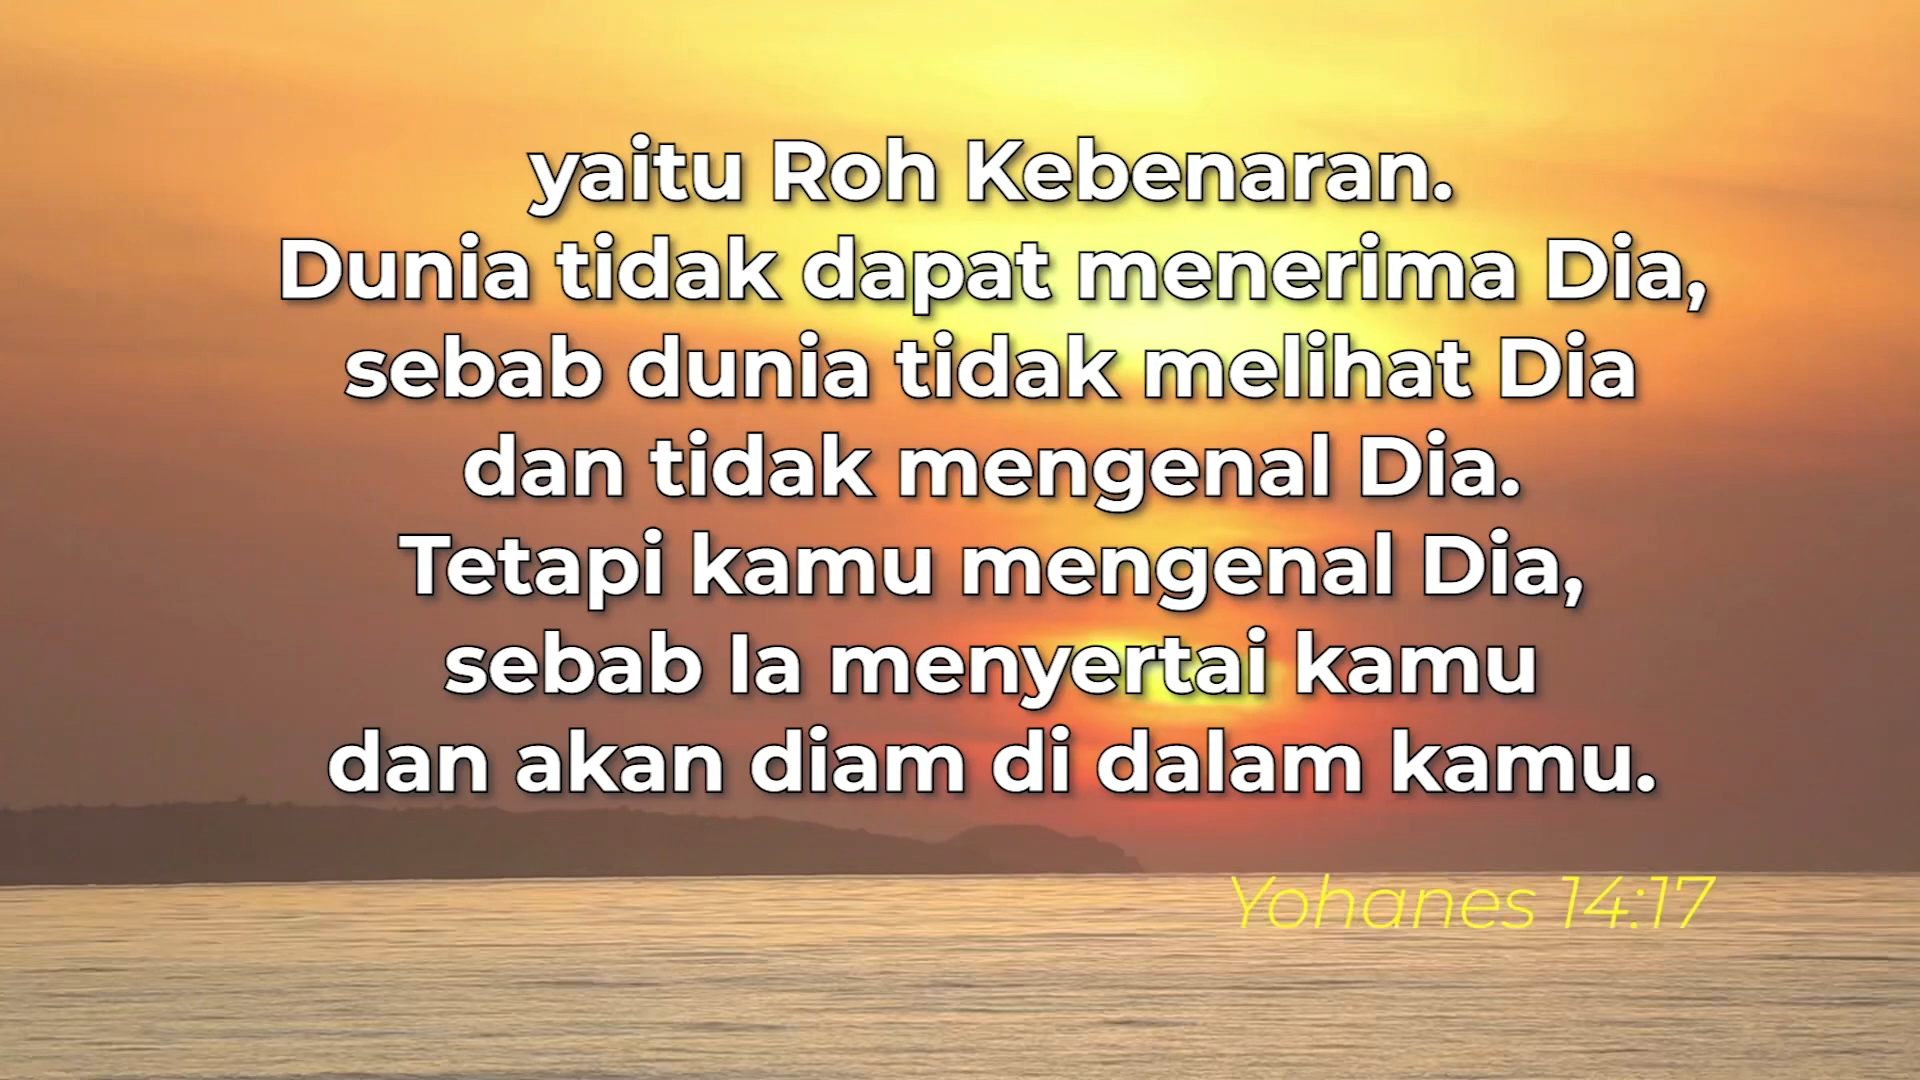 yaitu Roh Kebenaran.
Dunia tidak dapat menerima Dia,
sebab dunia tidak melihat Dia
dan tidak mengenal Dia.
Tetapi kamu mengenal Dia,
sebab Ia menyertai kamu
dan akan diam di dalam kamu.
Yohanes 14:17